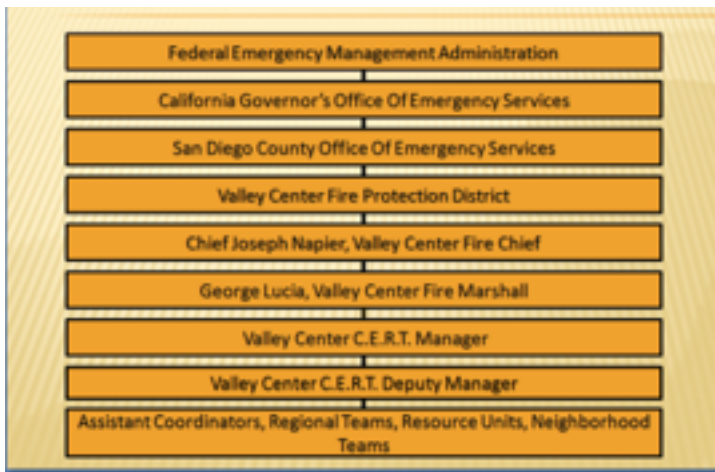 Federal Emergency Management Administration
California Governor's Office Of Emergency Services
San Diego County Office Of Emergency Services
Valley Center Fire Protection District
Chief Joseph Napier, Valley Center Fire Chief
George Lucia, Valley Center Fire Marshall
Valley Center C.E.R.T. Manager
Valley Center C.E.R.T. Deputy Manager
Assistant Coordinators, Regional Teams, Resource Units, Neighborhood
Teams